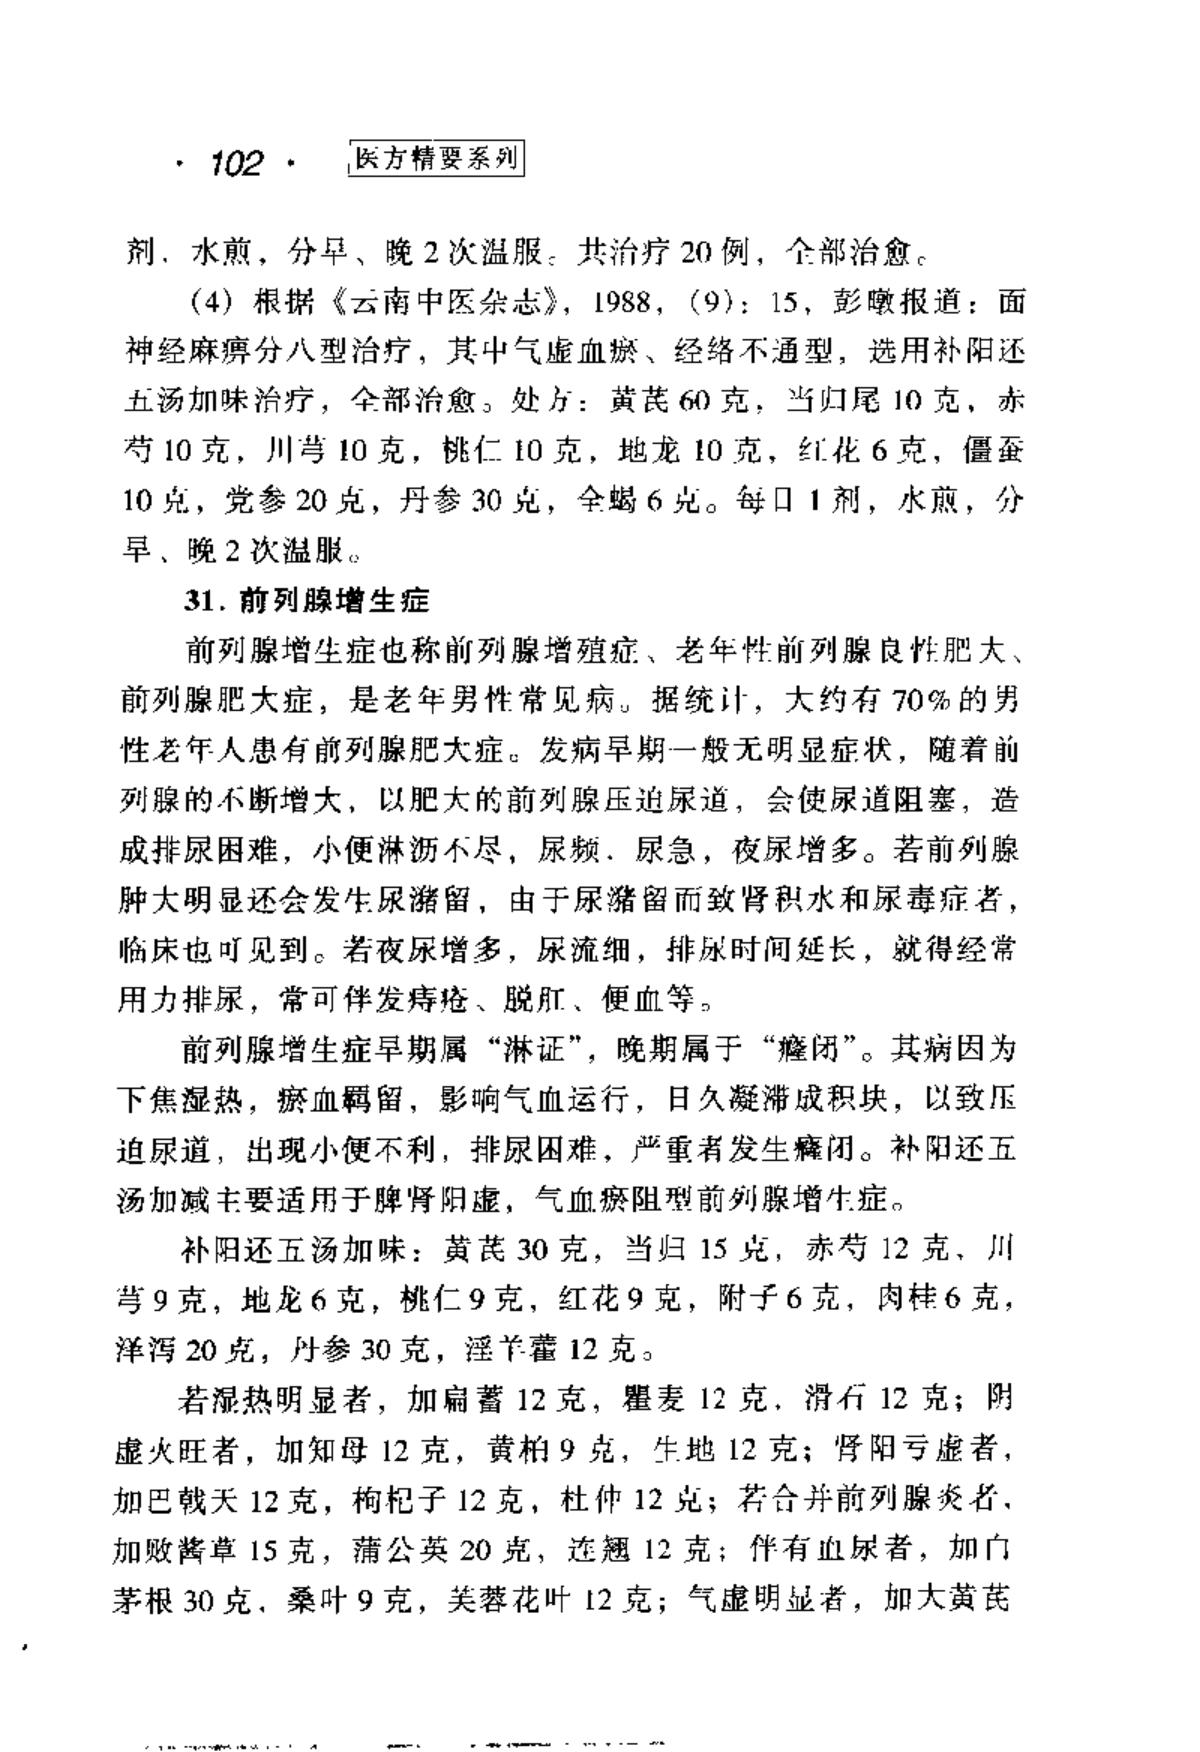 · 102 · 医方精要系列
剂，水煎，分早、晚 2 次温服。共治疗 20 例，全部治愈。
（4）根据《云南中医杂志》，1988，（9）：15，彭暾报道：面
神经麻痹分八型治疗，其中气虚血瘀、经络不通型，选用补阳还
五汤加味治疗，全部治愈。处方：黄芪 60 克，当归尾 10 克，赤
芍 10 克，川芎 10 克，桃仁 10 克，地龙 10 克，红花 6 克，僵蚕
10 克，党参 20 克，丹参 30 克，全蝎 6 克。每日 1 剂，水煎，分
早、晚 2 次温服。
31. 前列腺增生症
前列腺增生症也称前列腺增殖症、老年性前列腺良性肥大、
前列腺肥大症，是老年男性常见病。据统计，大约有 70%的男
性老年人患有前列腺肥大症。发病早期一般无明显症状，随着前
列腺的不断增大，以肥大的前列腺压迫尿道，会使尿道阻塞，造
成排尿困难，小便淋沥不尽，尿频．尿急，夜尿增多。若前列腺
肿大明显还会发生尿潴留，由于尿潴留而致肾积水和尿毒症者，
临床也可见到。若夜尿增多，尿流细，排尿时间延长，就得经常
用力排尿，常可伴发痔疮、脱肛、便血等。
前列腺增生症早期属“淋证”，晚期属于“癃闭”。其病因为
下焦湿热，瘀血羁留，影响气血运行，日久凝滞成积块，以致压
迫尿道，出现小便不利，排尿困难，严重者发生癃闭。补阳还五
汤加减主要适用于脾肾阳虚，气血瘀阻型前列腺增生症。
补阳还五汤加味：黄芪 30 克，当归 15 克，赤芍 12 克，川
芎 9 克，地龙 6 克，桃仁 9 克，红花 9 克，附子 6 克，肉桂 6 克，
泽泻 20 克，丹参 30 克，淫羊藿 12 克。
若湿热明显者，加扁蓄 12 克，瞿麦 12 克，滑石 12 克；阴
虚火旺者，加知母 12 克，黄柏 9 克，生地 12 克；肾阳亏虚者，
加巴戟天 12 克，枸杞子 12 克，杜仲 12 克；若合并前列腺炎者，
加败酱草 15 克，蒲公英 20 克，连翘 12 克；伴有血尿者，加白
茅根 30 克，桑叶 9 克，芙蓉花叶 12 克；气虚明显者，加大黄芪